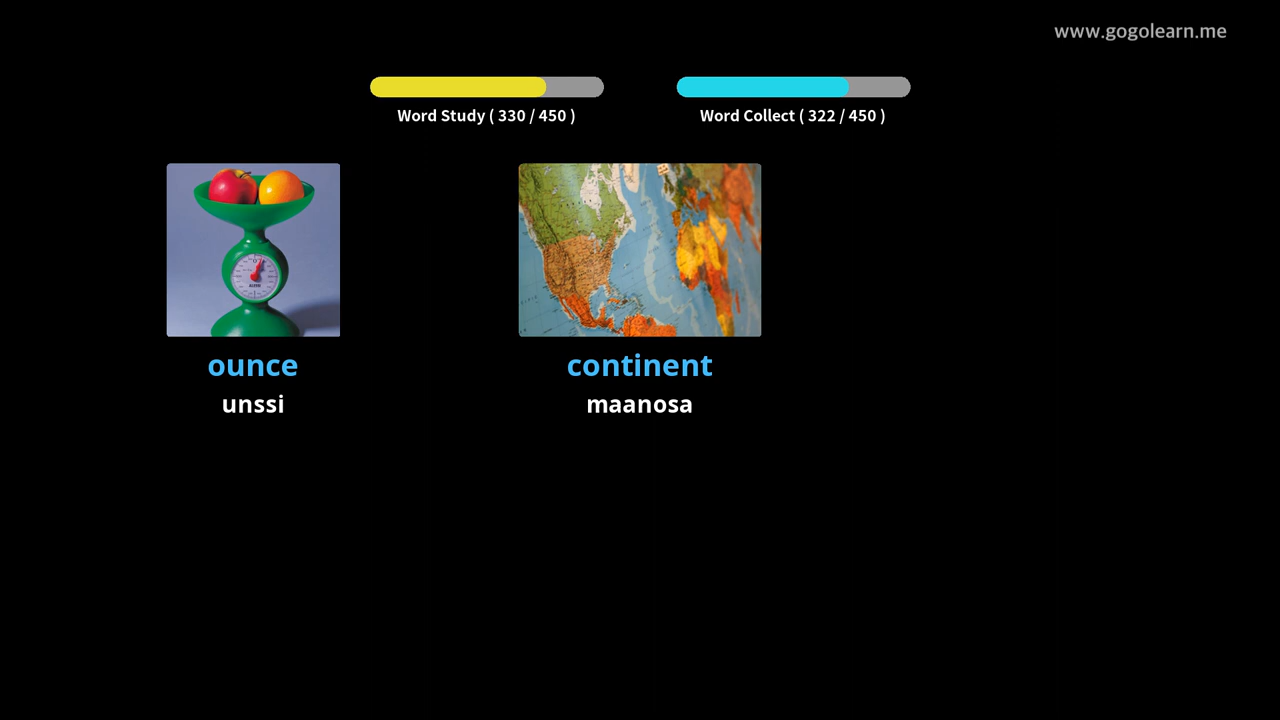 www.gogolearn.me
Word Study ( 330 / 450 )
Word Collect ( 322 / 450 )
ounce
unssi
continent
maanosa